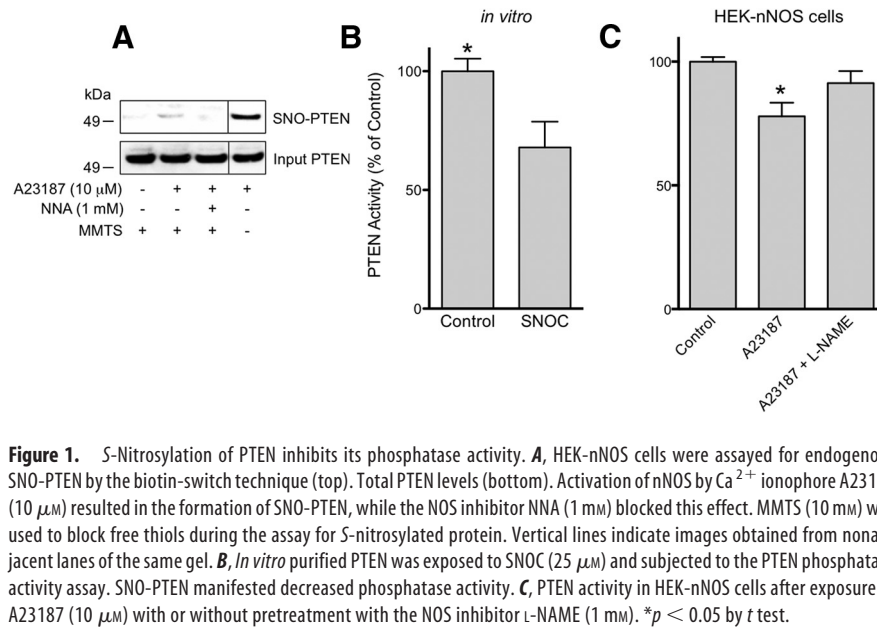 in vitro
HEK-nNOS cells
A
B
C
kDa
49
SNO-PTEN
49
Input PTEN
A23187 (10 μM) - + + +
NNA (1 mM) - - + -
MMTS + + + -
PTEN Activity (% of Control)
100
50
0
*
Control SNOC
100
50
0
*
Control
A23187
A23187 + L-NAME
Figure 1. S-Nitrosylation of PTEN inhibits its phosphatase activity. A, HEK-nNOS cells were assayed for endogeno
SNO-PTEN by the biotin-switch technique (top). Total PTEN levels (bottom). Activation of nNOS by Ca2+ ionophore A231
(10 μM) resulted in the formation of SNO-PTEN, while the NOS inhibitor NNA (1 mM) blocked this effect. MMTS (10 mM) w
used to block free thiols during the assay for S-nitrosylated protein. Vertical lines indicate images obtained from nona
jacent lanes of the same gel. B, In vitro purified PTEN was exposed to SNOC (25 μM) and subjected to the PTEN phosphata
activity assay. SNO-PTEN manifested decreased phosphatase activity. C, PTEN activity in HEK-nNOS cells after exposure
A23187 (10 μM) with or without pretreatment with the NOS inhibitor L-NAME (1 mM). *p < 0.05 by t test.